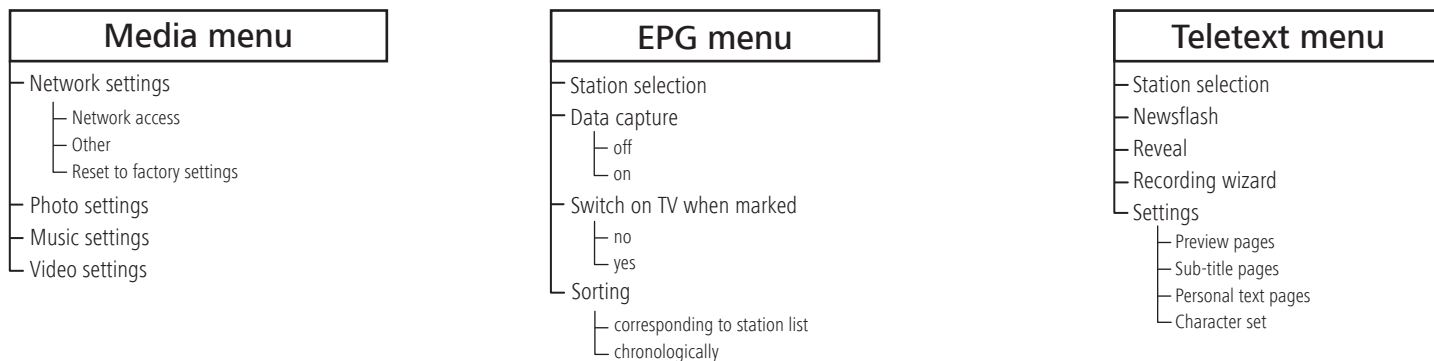 Media menu
Network settings
Network access
Other
Reset to factory settings
Photo settings
Music settings
Video settings
EPG menu
Station selection
Data capture
off
on
Switch on TV when marked
no
yes
Sorting
corresponding to station list
chronologically
Teletext menu
Station selection
Newsflash
Reveal
Recording wizard
Settings
Preview pages
Sub-title pages
Personal text pages
Character set